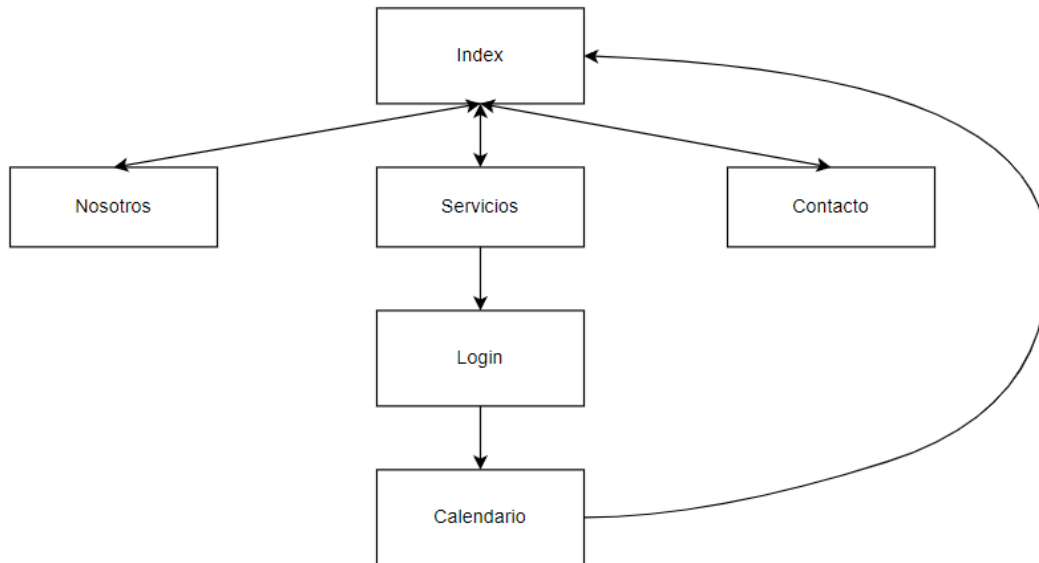 Index
Nosotros
Servicios
Contacto
Login
Calendario